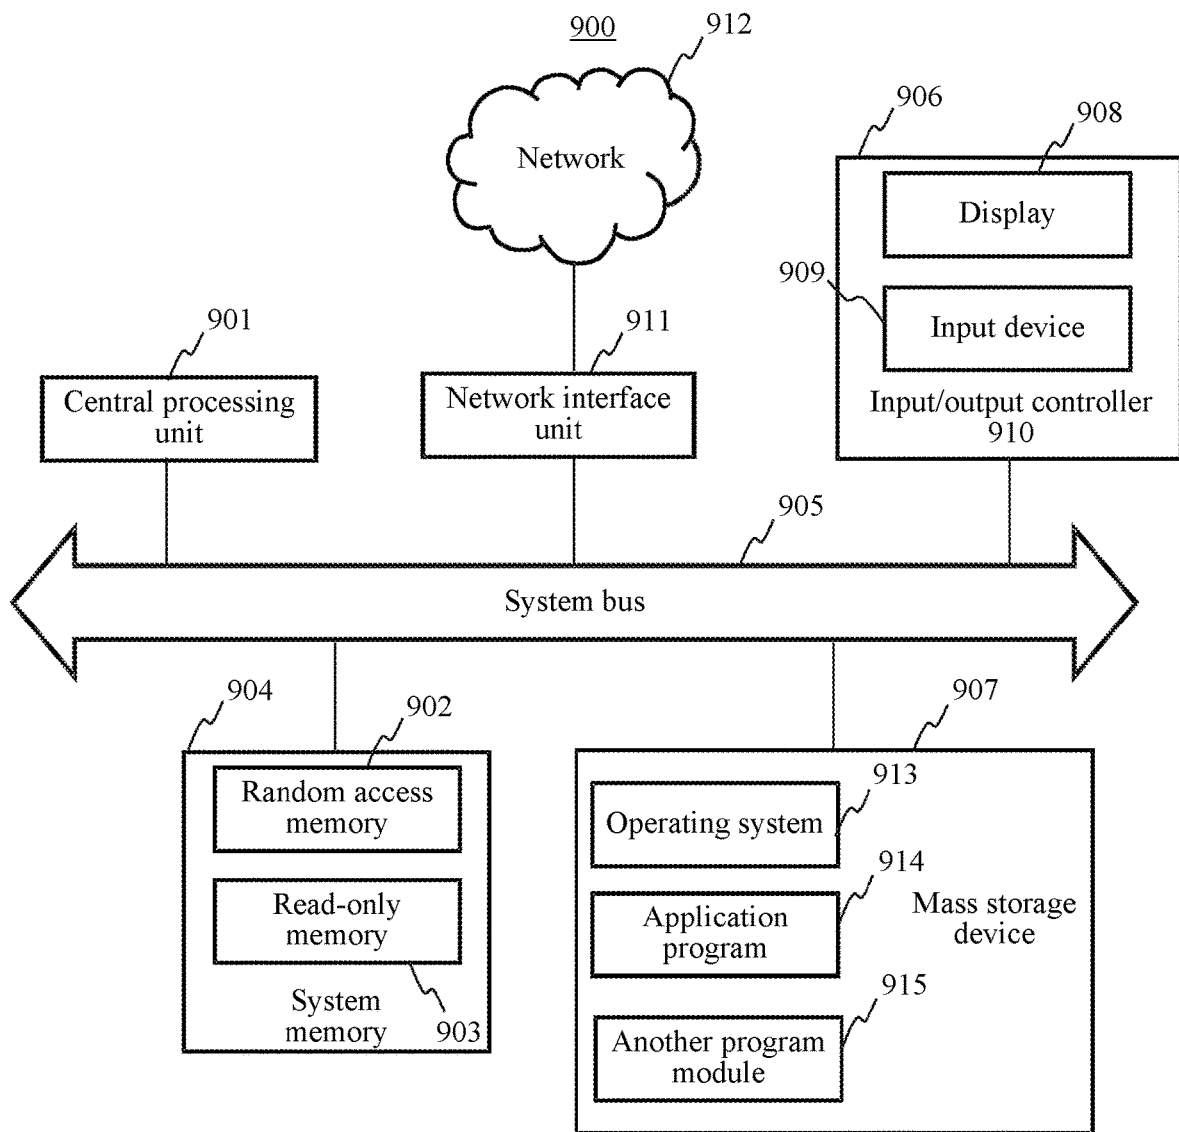 900
912
Network
906
908
Display
909
Input device
Input/output controller
910
901
Central processing
unit
911
Network interface
unit
905
System bus
904
902
Random access
memory
Read-only
memory
System
memory
903
907
913
Operating system
914
Application
program
Mass storage
device
915
Another program
module